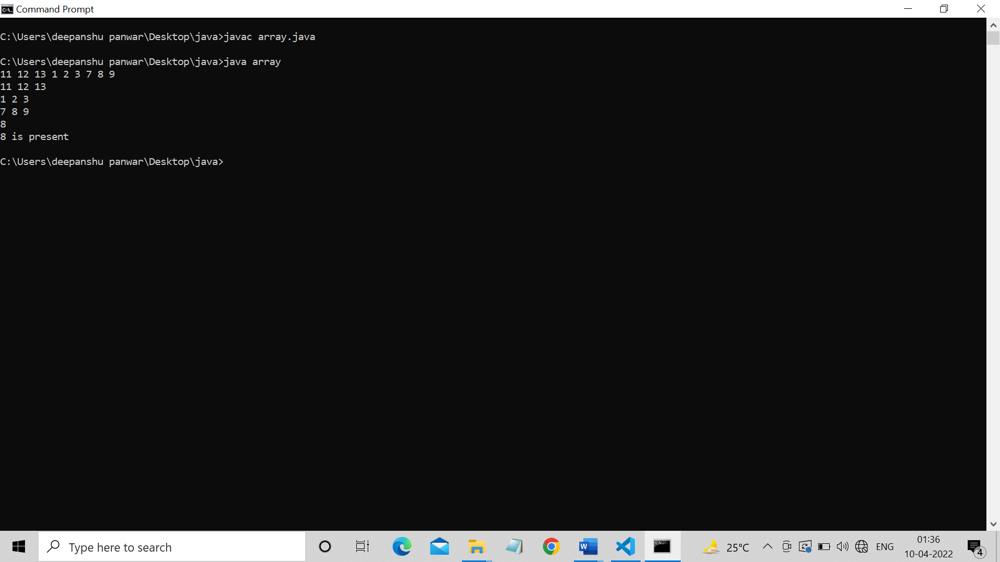 Command Prompt
C:\Users\deepanshu panwar\Desktop\java>javac array.java
C:\Users\deepanshu panwar\Desktop\java>java array
11 12 13 1 2 3 7 8 9
11 12 13
1 2 3
7 8 9
8
8 is present
C:\Users\deepanshu panwar\Desktop\java>
Type here to search
25°C
ENG
01:36
10-04-2022
4